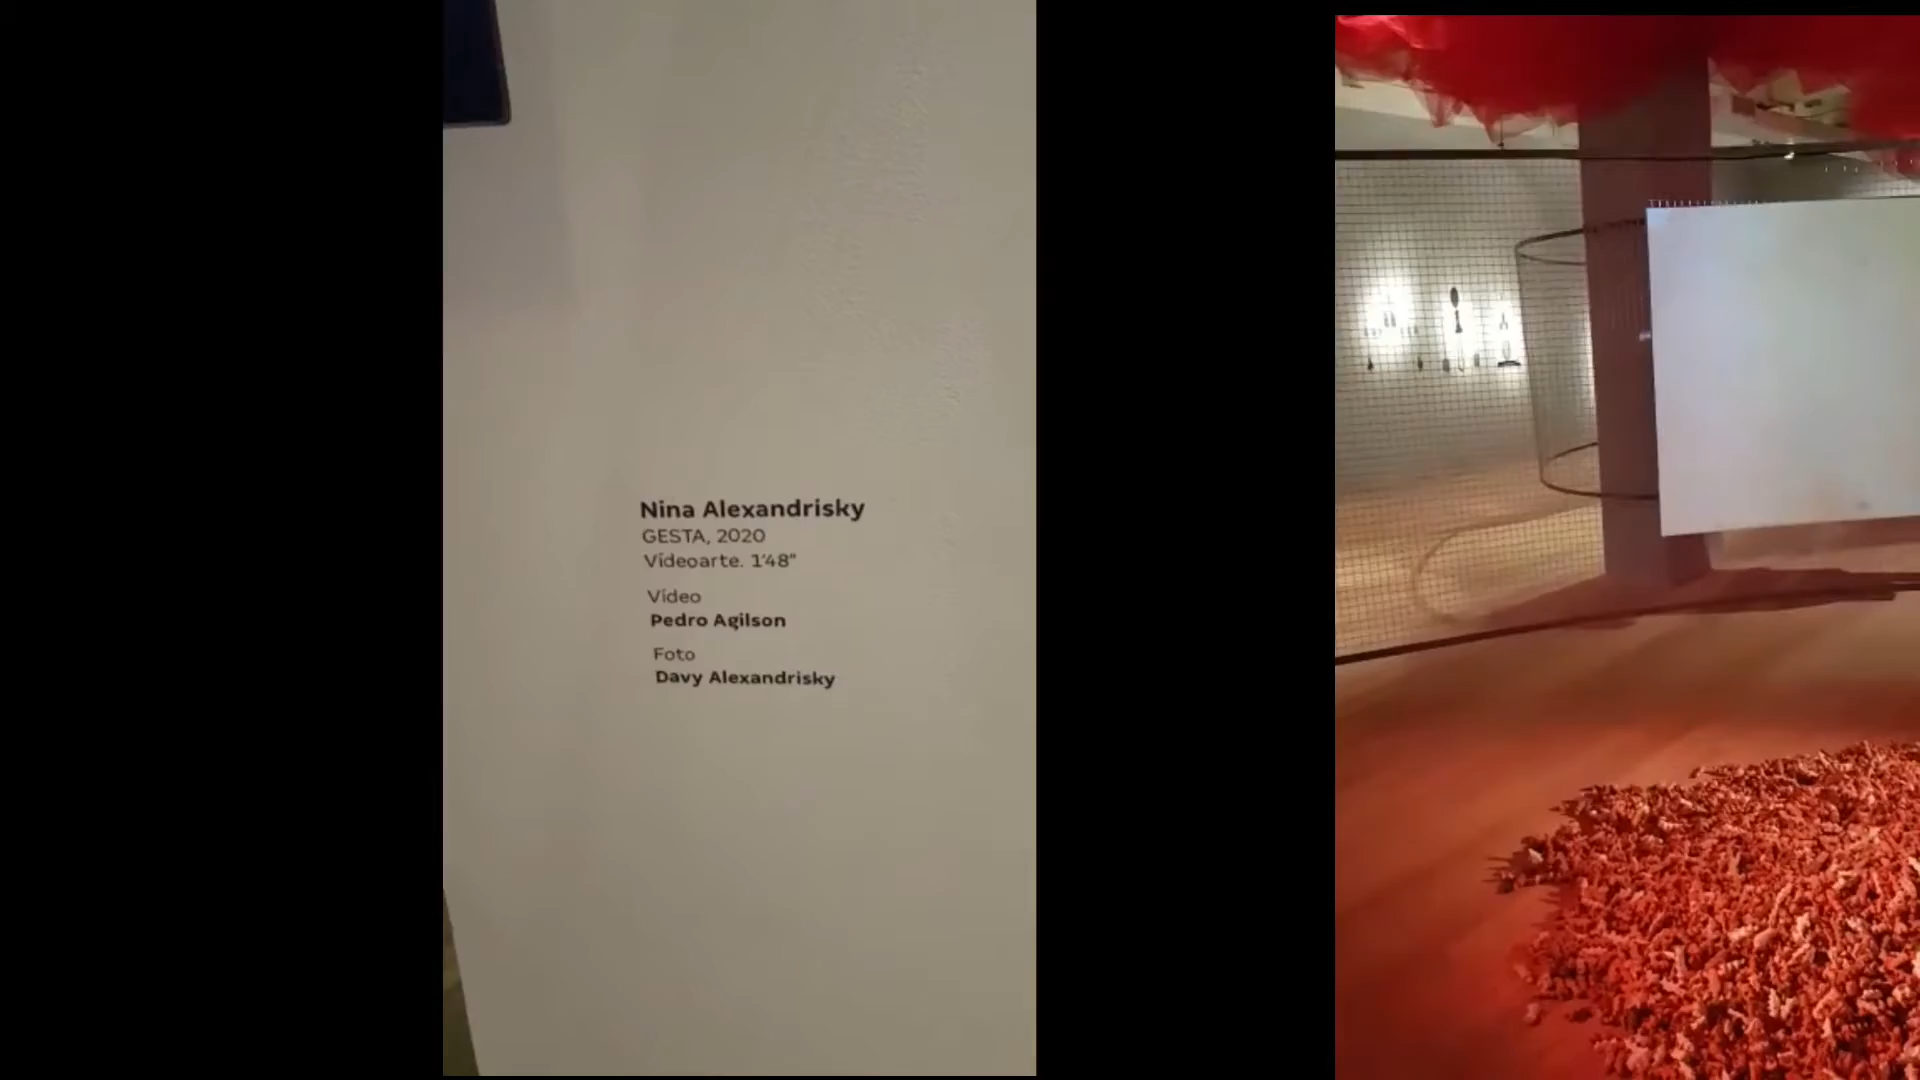 Nina Alexandrisky
GESTA, 2020
Vídeoarte. 1'48"
Vídeo
Pedro Agilson
Foto
Davy Alexandrisky